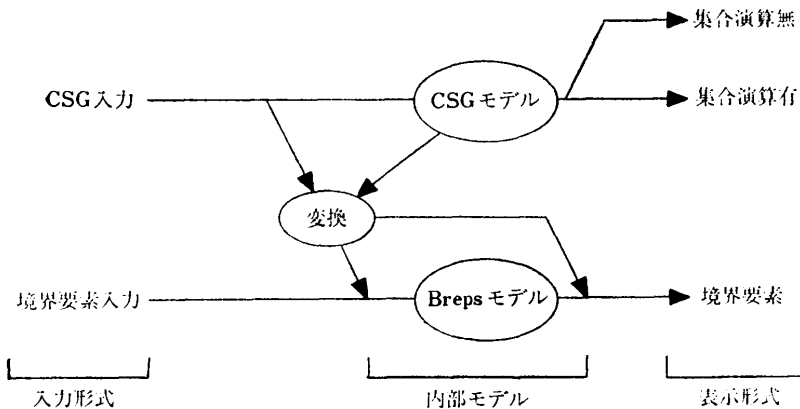 集合演算無
CSG入力
CSGモデル
集合演算有
変換
境界要素入力
Brepsモデル
境界要素
入力形式
内部モデル
表示形式